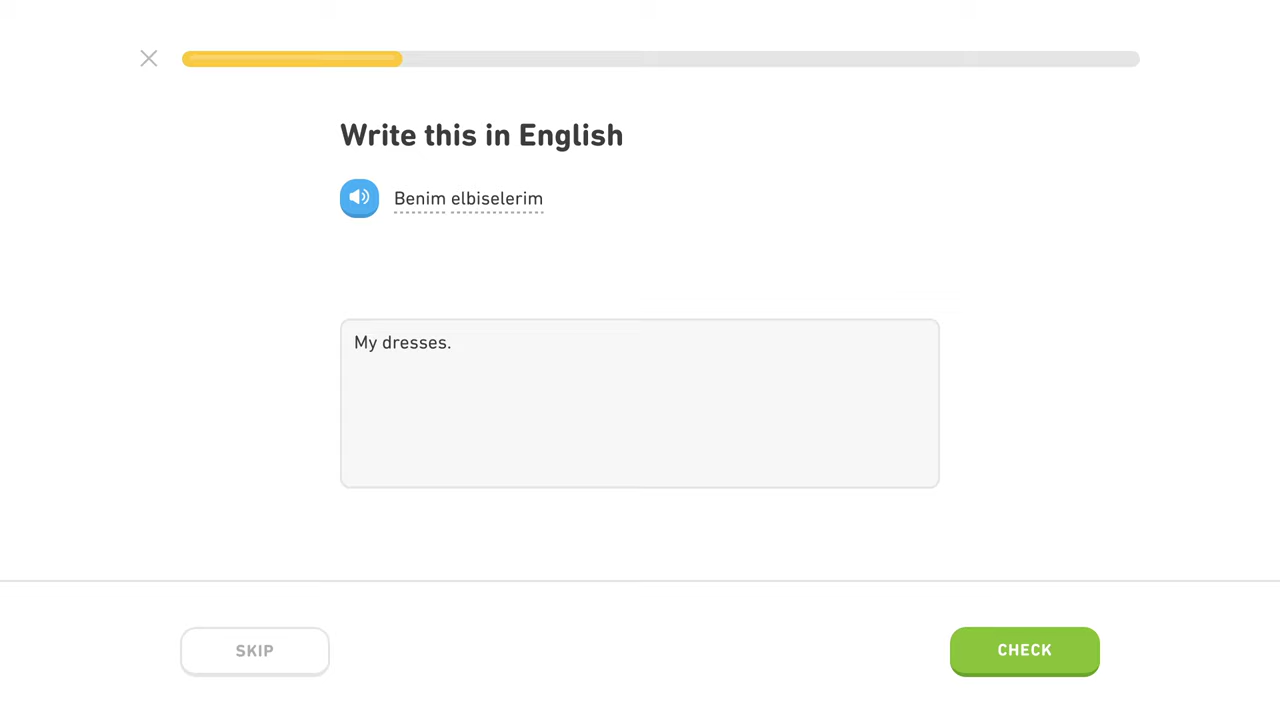 Write this in English
Benim elbiselerim
My dresses.
SKIP
CHECK